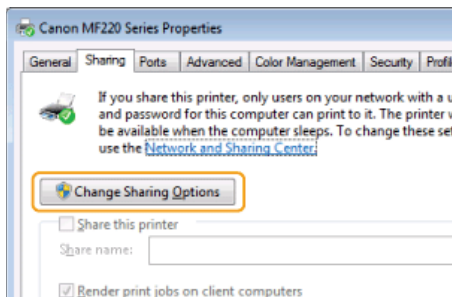 Canon MF220 Series Properties
General Sharing Ports Advanced Color Management Security
If you share this printer, only users on your network with a
and password for this computer can print to it. The printer
be available when the computer sleeps. To change these
use the Network and Sharing Center.
Change Sharing Options
Share this printer
Share name:
Render print jobs on client computers